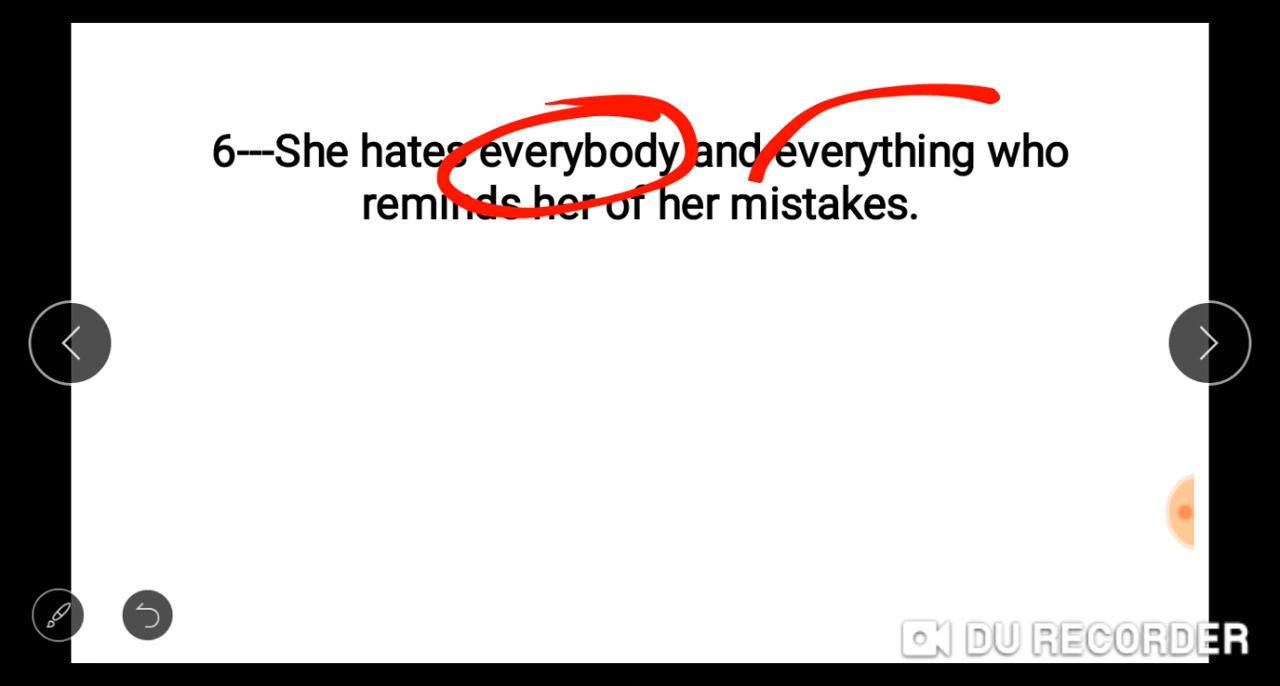 6---She hates everybody and everything who
reminds her of her mistakes.
DU RECORDER